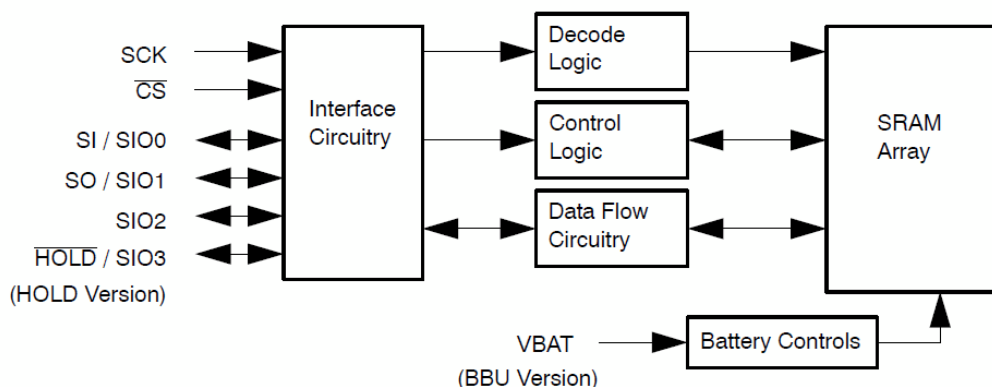 SCK
CS
SI / SIO0
SO / SIO1
SIO2
HOLD / SIO3
(HOLD Version)
Interface
Circuitry
Decode
Logic
Control
Logic
Data Flow
Circuitry
SRAM
Array
VBAT
(BBU Version)
Battery Controls